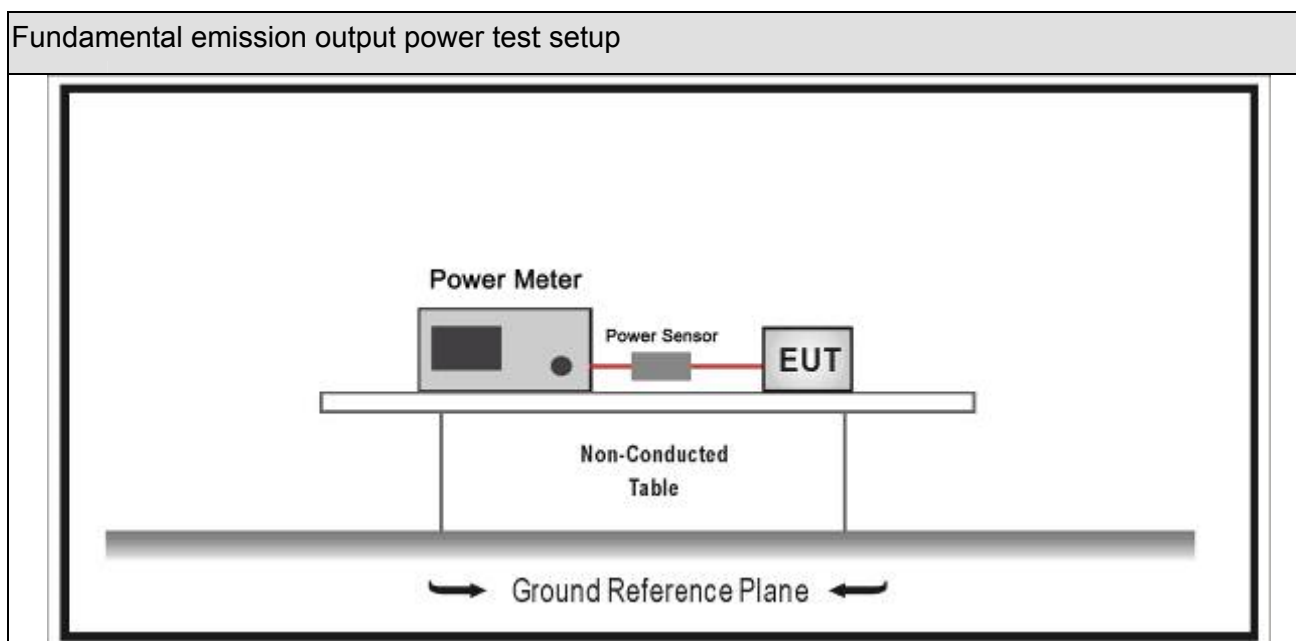 Fundamental emission output power test setup
Power Meter
Power Sensor
EUT
Non-Conducted
Table
Ground Reference Plane